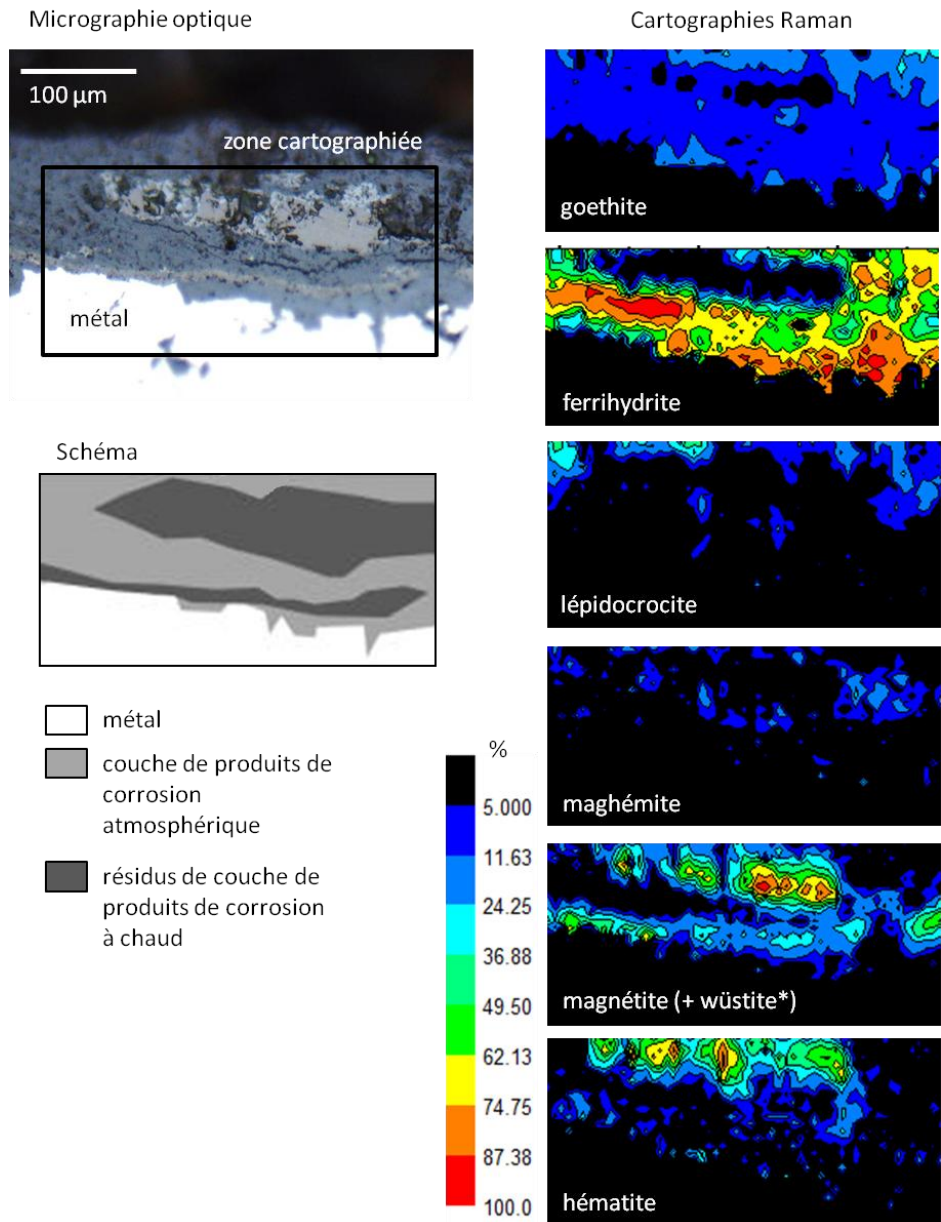 Micrographie optique
100 µm
zone cartographiée
métal
Schéma
métal
couche de produits de
corrosion
atmosphérique
résidus de couche de
produits de corrosion
à chaud
Cartographies Raman
goethite
ferrihydrite
lépidocrocite
maghémite
magnétite (+ wüstite*)
hématite
%
5.000
11.63
24.25
36.88
49.50
62.13
74.75
87.38
100.0